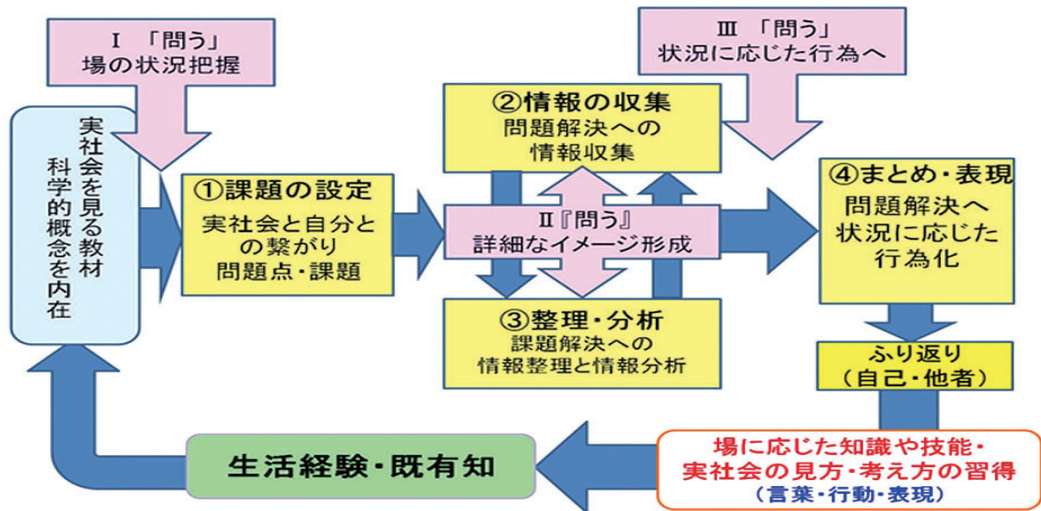 Ⅰ 「問う」
場の状況把握
Ⅲ 「問う」
状況に応じた行為へ
実社会を見る教材
科学的概念を内在
①課題の設定
実社会と自分と
の繋がり
問題点・課題
②情報の収集
問題解決への
情報収集
Ⅱ『問う』
詳細なイメージ形成
③整理・分析
課題解決への
情報整理と情報分析
④まとめ・表現
問題解決へ
状況に応じた
行為化
ふり返り
（自己・他者）
場に応じた知識や技能・
実社会の見方・考え方の習得
（言葉・行動・表現）
生活経験・既有知